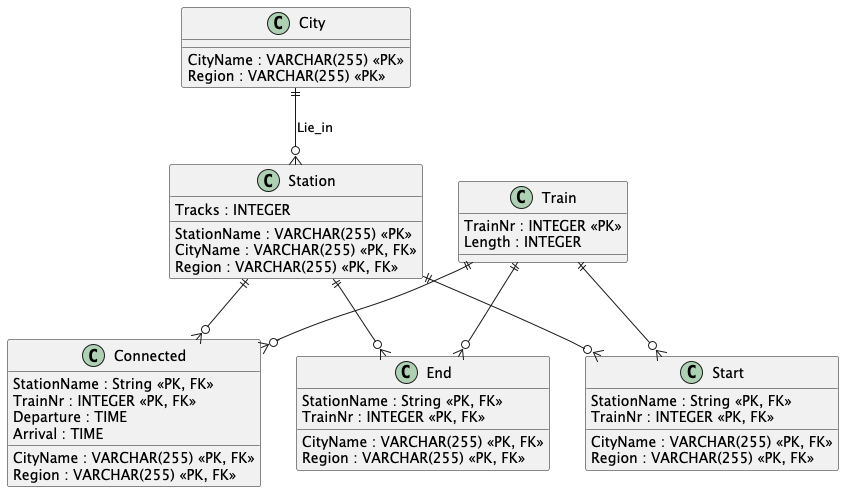 C City
CityName : VARCHAR(255) «PK»
Region : VARCHAR(255) «PK»
Lie_in
C Station
Tracks : INTEGER
StationName : VARCHAR(255) «PK»
CityName : VARCHAR(255) «PK, FK»
Region : VARCHAR(255) «PK, FK»
C Train
TrainNr : INTEGER «PK»
Length : INTEGER
C Connected
StationName : String «PK, FK»
TrainNr : INTEGER «PK, FK»
Departure : TIME
Arrival : TIME
CityName : VARCHAR(255) «PK, FK»
Region : VARCHAR(255) «PK, FK»
C End
StationName : String «PK, FK»
TrainNr : INTEGER «PK, FK»
CityName : VARCHAR(255) «PK, FK»
Region : VARCHAR(255) «PK, FK»
C Start
StationName : String «PK, FK»
TrainNr : INTEGER «PK, FK»
CityName : VARCHAR(255) «PK, FK»
Region : VARCHAR(255) «PK, FK»